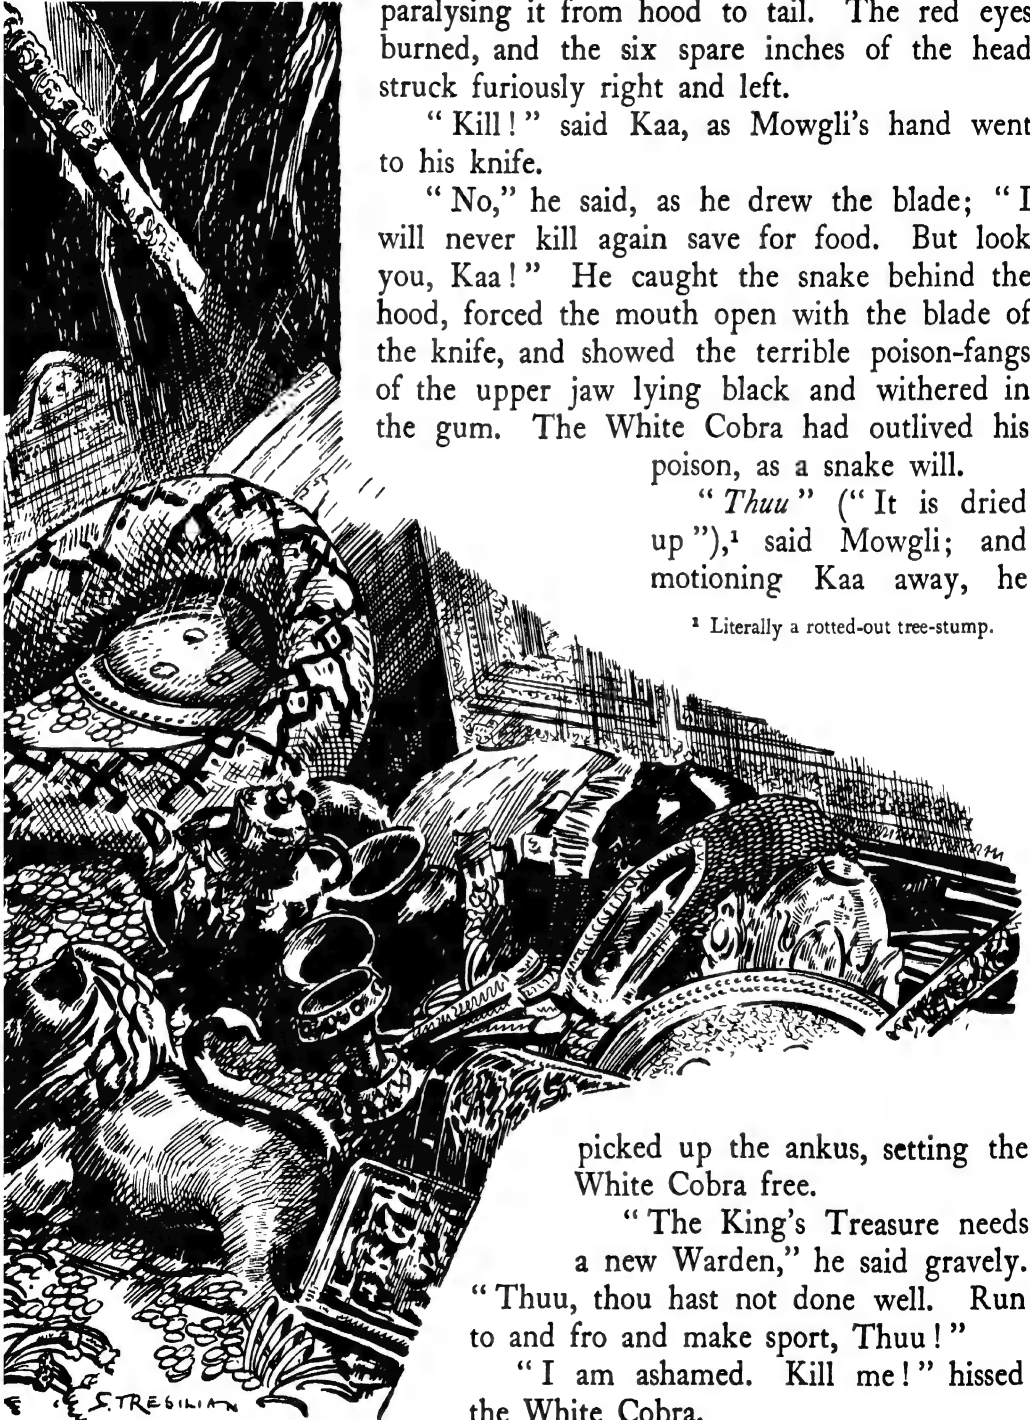 paralysing it from hood to tail. The red eyes
burned, and the six spare inches of the head
struck furiously right and left.
“ Kill ! ” said Kaa, as Mowgli’s hand went
to his knife.
“ No,” he said, as he drew the blade; “ I
will never kill again save for food. But look
you, Kaa ! ” He caught the snake behind the
hood, forced the mouth open with the blade of
the knife, and showed the terrible poison-fangs
of the upper jaw lying black and withered in
the gum. The White Cobra had outlived his
poison, as a snake will.
“ Thuu ” (“ It is dried
up ”),¹ said Mowgli; and
motioning Kaa away, he
¹ Literally a rotted-out tree-stump.
picked up the ankus, setting the
White Cobra free.
“ The King’s Treasure needs
a new Warden,” he said gravely.
“ Thuu, thou hast not done well. Run
to and fro and make sport, Thuu ! ”
“ I am ashamed. Kill me ! ” hissed
the White Cobra.
S. TRESILIAN